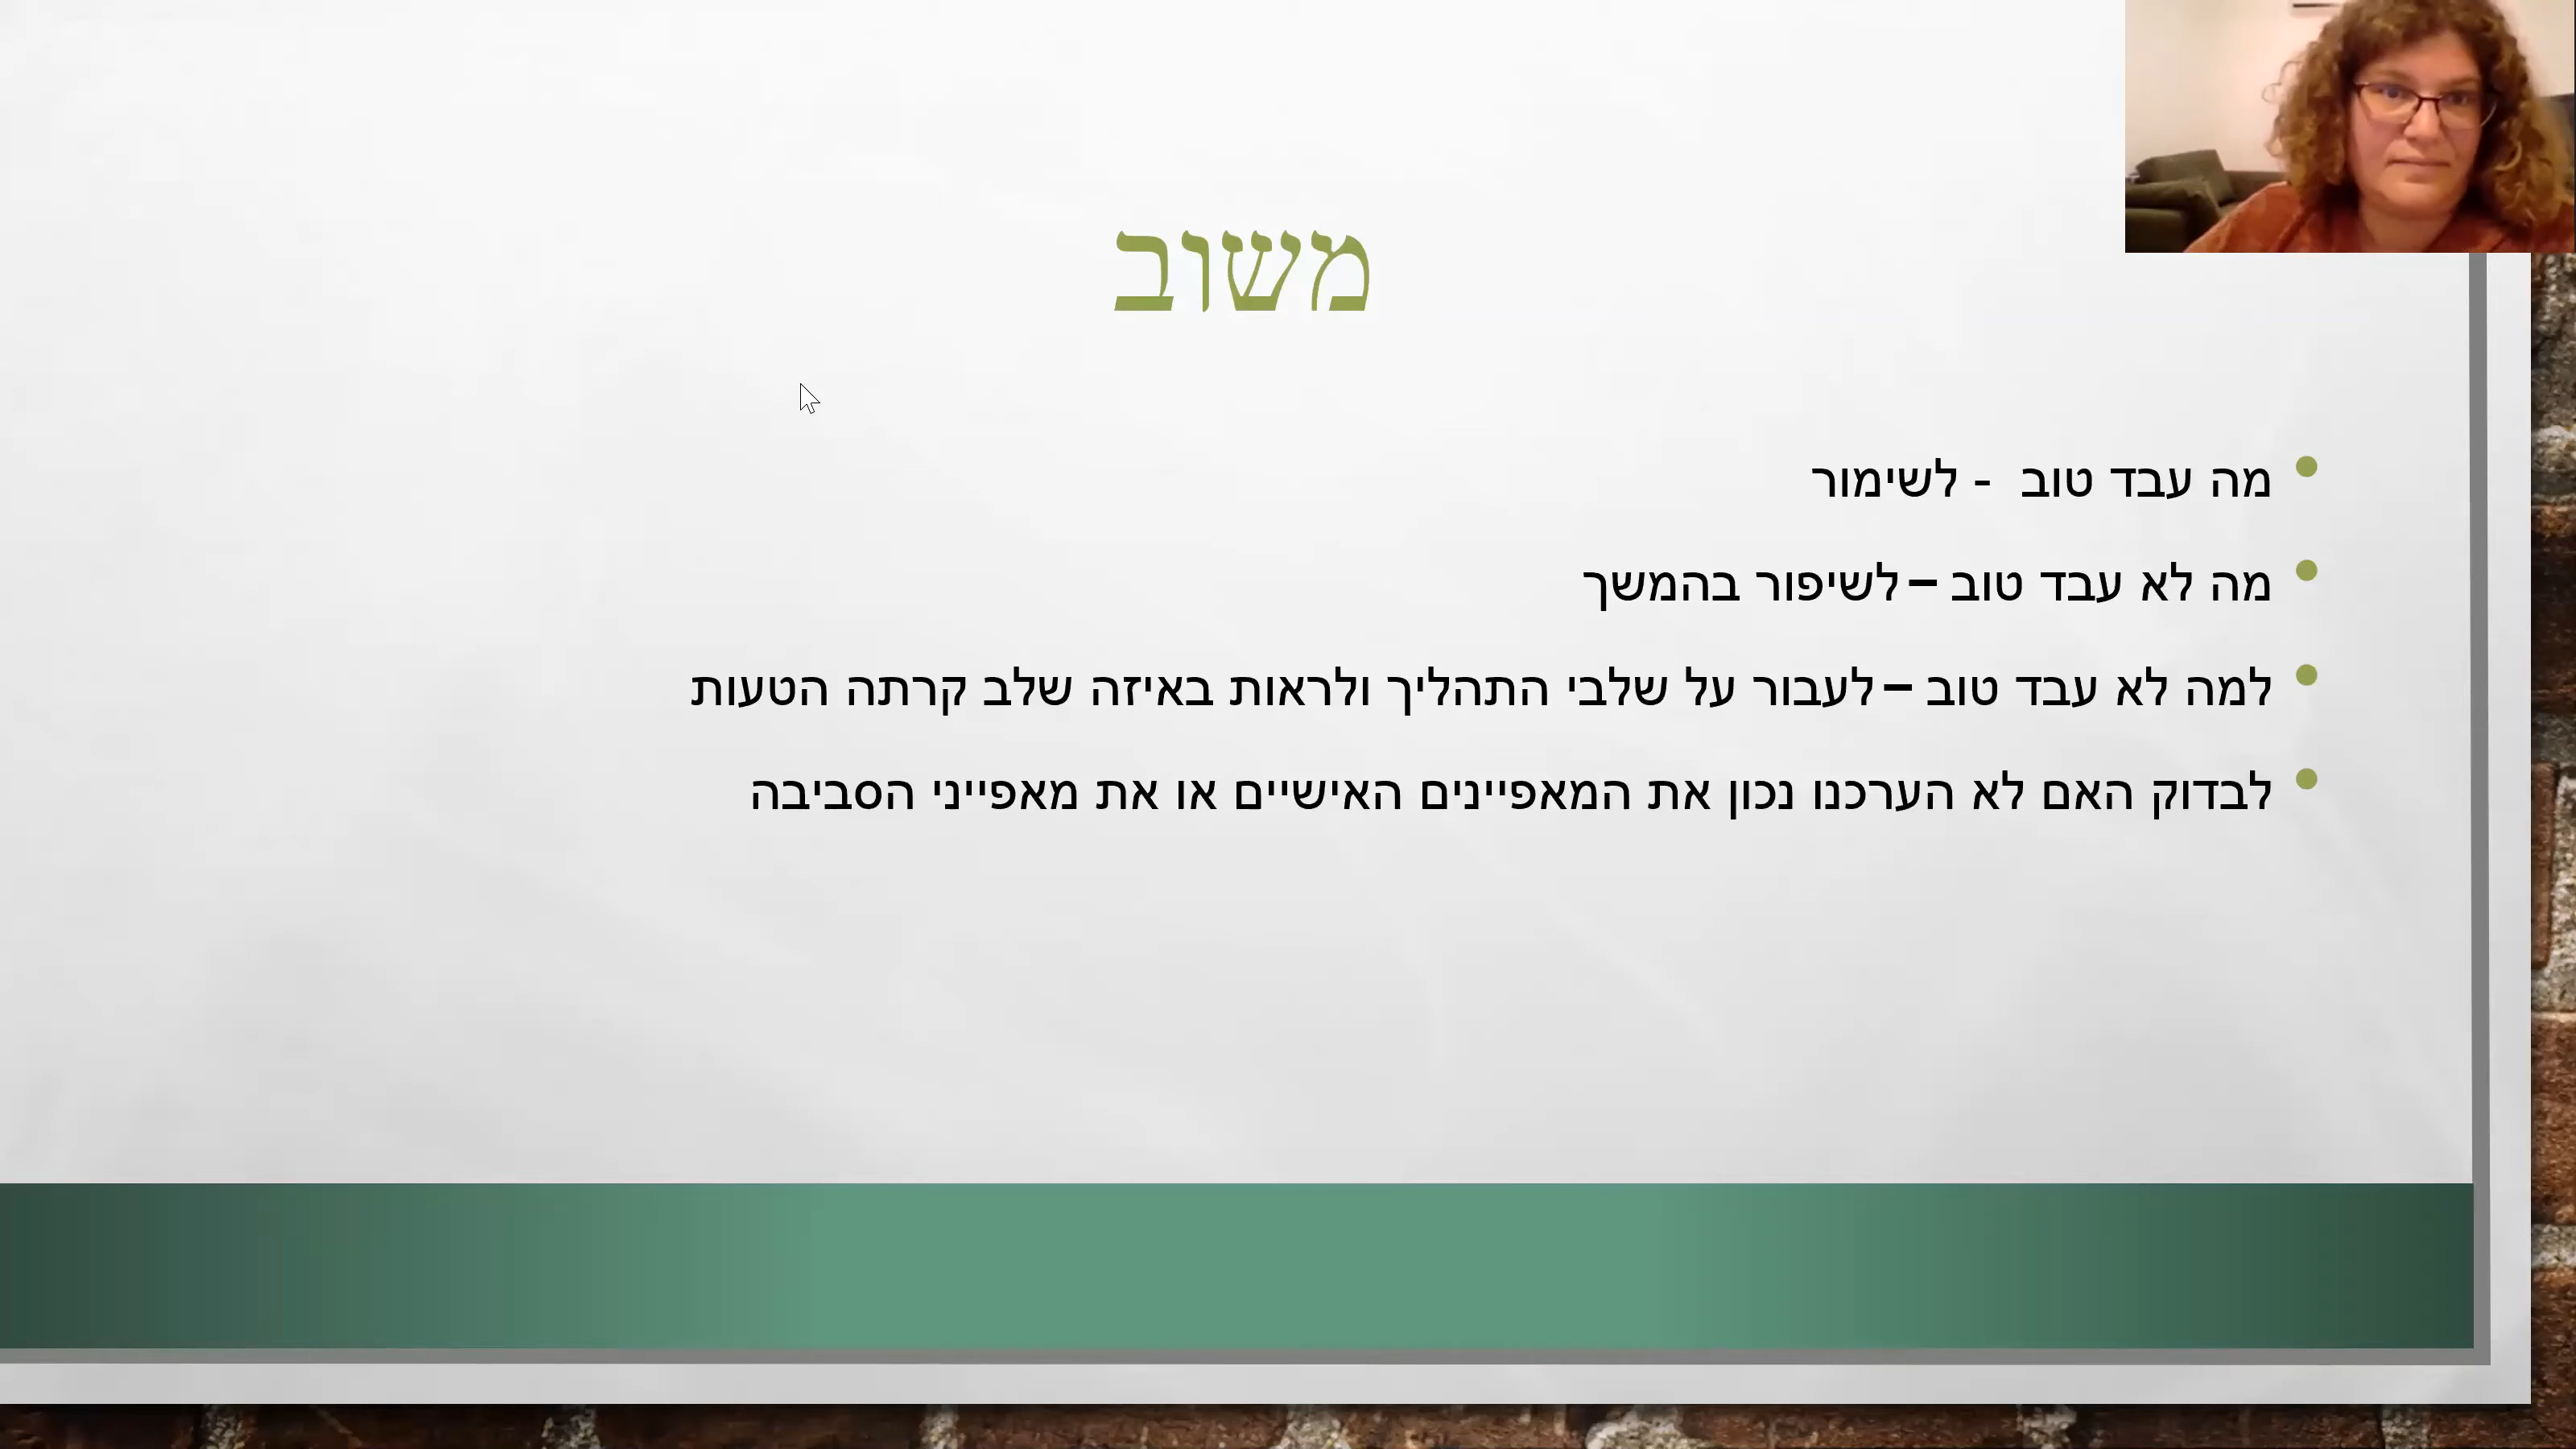 משוב
מה עבד טוב - לשימור
מה לא עבד טוב – לשיפור בהמשך
למה לא עבד טוב – לעבור על שלבי התהליך ולראות באיזה שלב קרתה הטעות
לבדוק האם לא הערכנו נכון את המאפיינים האישיים או את מאפייני הסביבה